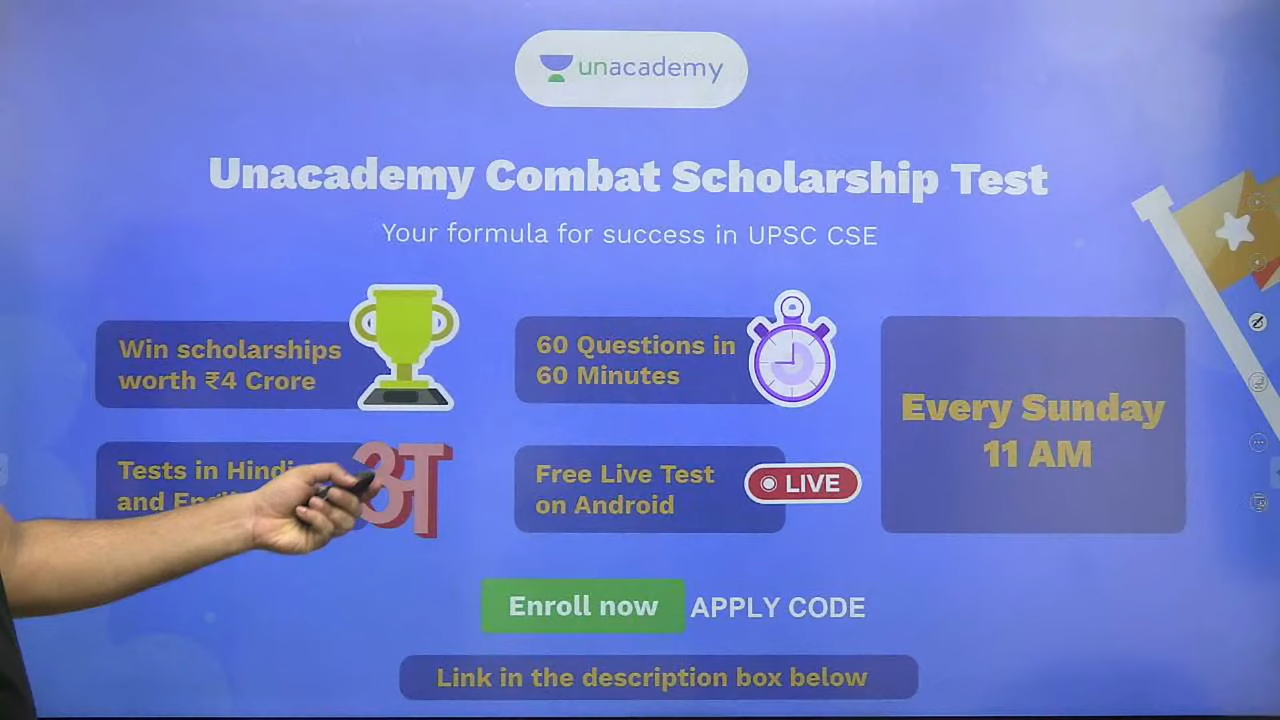 unacademy
Unacademy Combat Scholarship Test
Your formula for success in UPSC CSE
Win scholarships
worth ₹4 Crore
60 Questions in
60 Minutes
Every Sunday
11 AM
Tests in Hindi
and
अ
Free Live Test
on Android
LIVE
Enroll now APPLY CODE
Link in the description box below